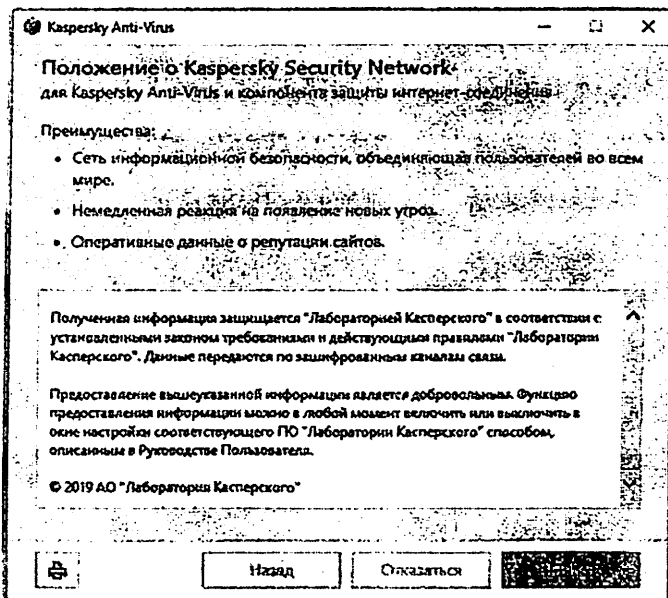 Kaspersky Anti-Virus
Положение о Kaspersky Security Network
для Kaspersky Anti-Virus и компонента защиты интернет-соединения
Преимущества:
• Сеть информационной безопасности, объединяющая пользователей во всем
мире.
• Немедленная реакция на появление новых угроз.
• Оперативные данные о репутации сайтов.
Полученная информация защищается "Лабораторией Касперского" в соответствии с
установленными законом требованиями и действующими правилами "Лаборатории
Касперского". Данные передаются по зашифрованным каналам связи.
Предоставление вышеуказанной информации является добровольным. Функцию
предоставления информации можно в любой момент включить или выключить в
окне настройки соответствующего ПО "Лаборатории Касперского" способом,
описанным в Руководстве Пользователя.
© 2019 АО "Лаборатория Касперского"
Назад
Отказаться